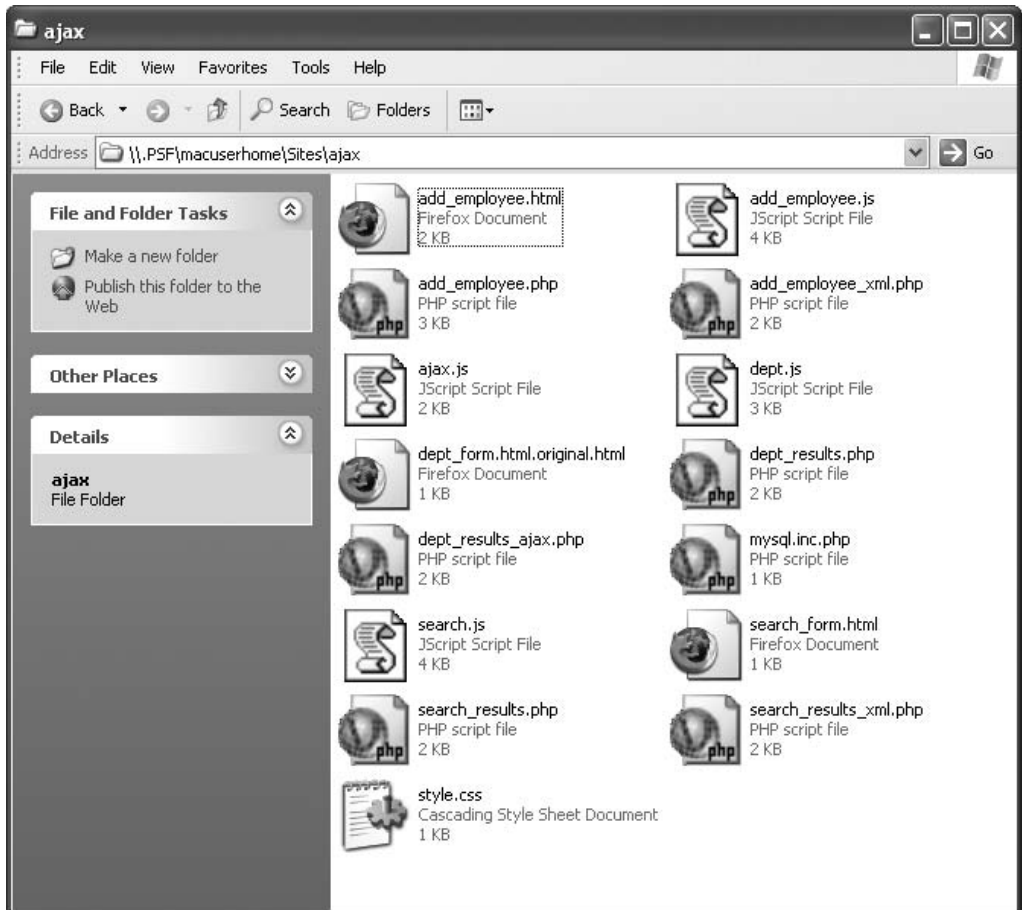 ajax
File Edit View Favorites Tools Help
Back Search Folders
Address \\.PSF\macuserhome\Sites\ajax Go
File and Folder Tasks
Make a new folder
Publish this folder to the
Web
Other Places
Details
ajax
File Folder
add_employee.html
Firefox Document
2 KB
add_employee.js
JScript Script File
4 KB
add_employee.php
PHP script file
3 KB
add_employee_xml.php
PHP script file
2 KB
ajax.js
JScript Script File
2 KB
dept.js
JScript Script File
3 KB
dept_form.html.original.html
Firefox Document
1 KB
dept_results.php
PHP script file
2 KB
dept_results_ajax.php
PHP script file
2 KB
mysql.inc.php
PHP script file
1 KB
search.js
JScript Script File
4 KB
search_form.html
Firefox Document
1 KB
search_results.php
PHP script file
2 KB
search_results_xml.php
PHP script file
2 KB
style.css
Cascading Style Sheet Document
1 KB
php
php
php
php
php
php